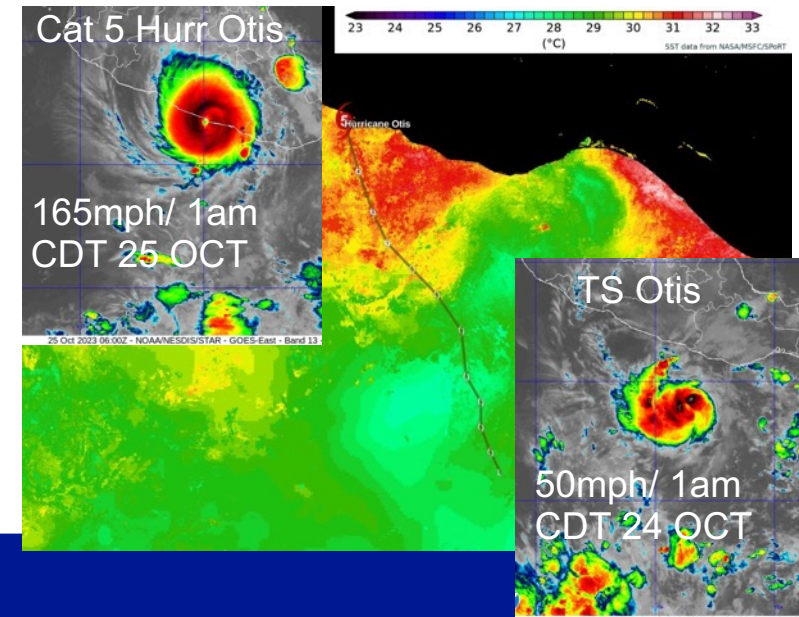 Cat 5 Hurr Otis
165mph/ 1am
CDT 25 OCT
25 Oct 2023 06:00Z - NOAA/NESDIS/STAR - GOES-East - Band 13 -
23 24 25 26 27 28 29 30 31 32 33
(°C)
SST data from NASA/MSFC/SPoRT
5
Hurricane Otis
TS Otis
50mph/ 1am
CDT 24 OCT